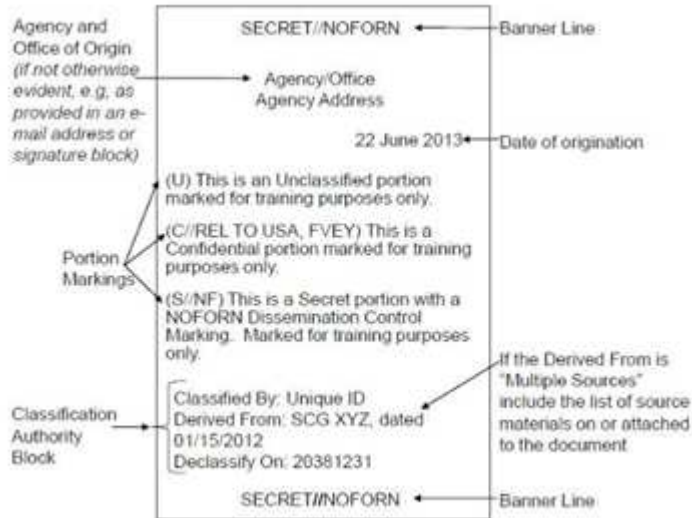 Agency and
Office of Origin
(if not otherwise
evident, e.g, as
provided in an e-
mail address or
signature block)
SECRET//NOFORN
Banner Line
Agency/Office
Agency Address
22 June 2013
Date of origination
(U) This is an Unclassified portion
marked for training purposes only.
(C//REL TO USA, FVEY) This is a
Confidential portion marked for training
purposes only.
Portion
Markings
(S//NF) This is a Secret portion with a
NOFORN Dissemination Control
Marking. Marked for training purposes
only.
If the Derived From is
"Multiple Sources"
include the list of source
materials on or attached
to the document
Classification
Authority
Block
Classified By: Unique ID
Derived From: SCG XYZ, dated
01/15/2012
Declassify On: 20381231
SECRET//NOFORN
Banner Line